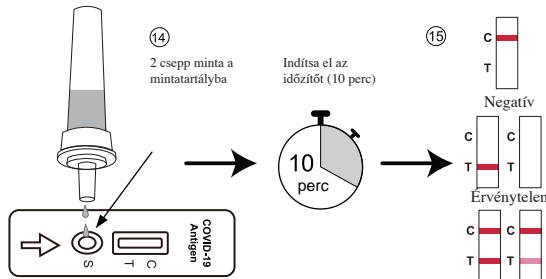 14
2 csepp minta a
mintatartályba
Indítsa el az
időzítőt (10 perc)
10
perc
15
C
T
Negatív
C C
T T
Érvénytelen
C C
T T
S
T
C
COVID-19
Antigen